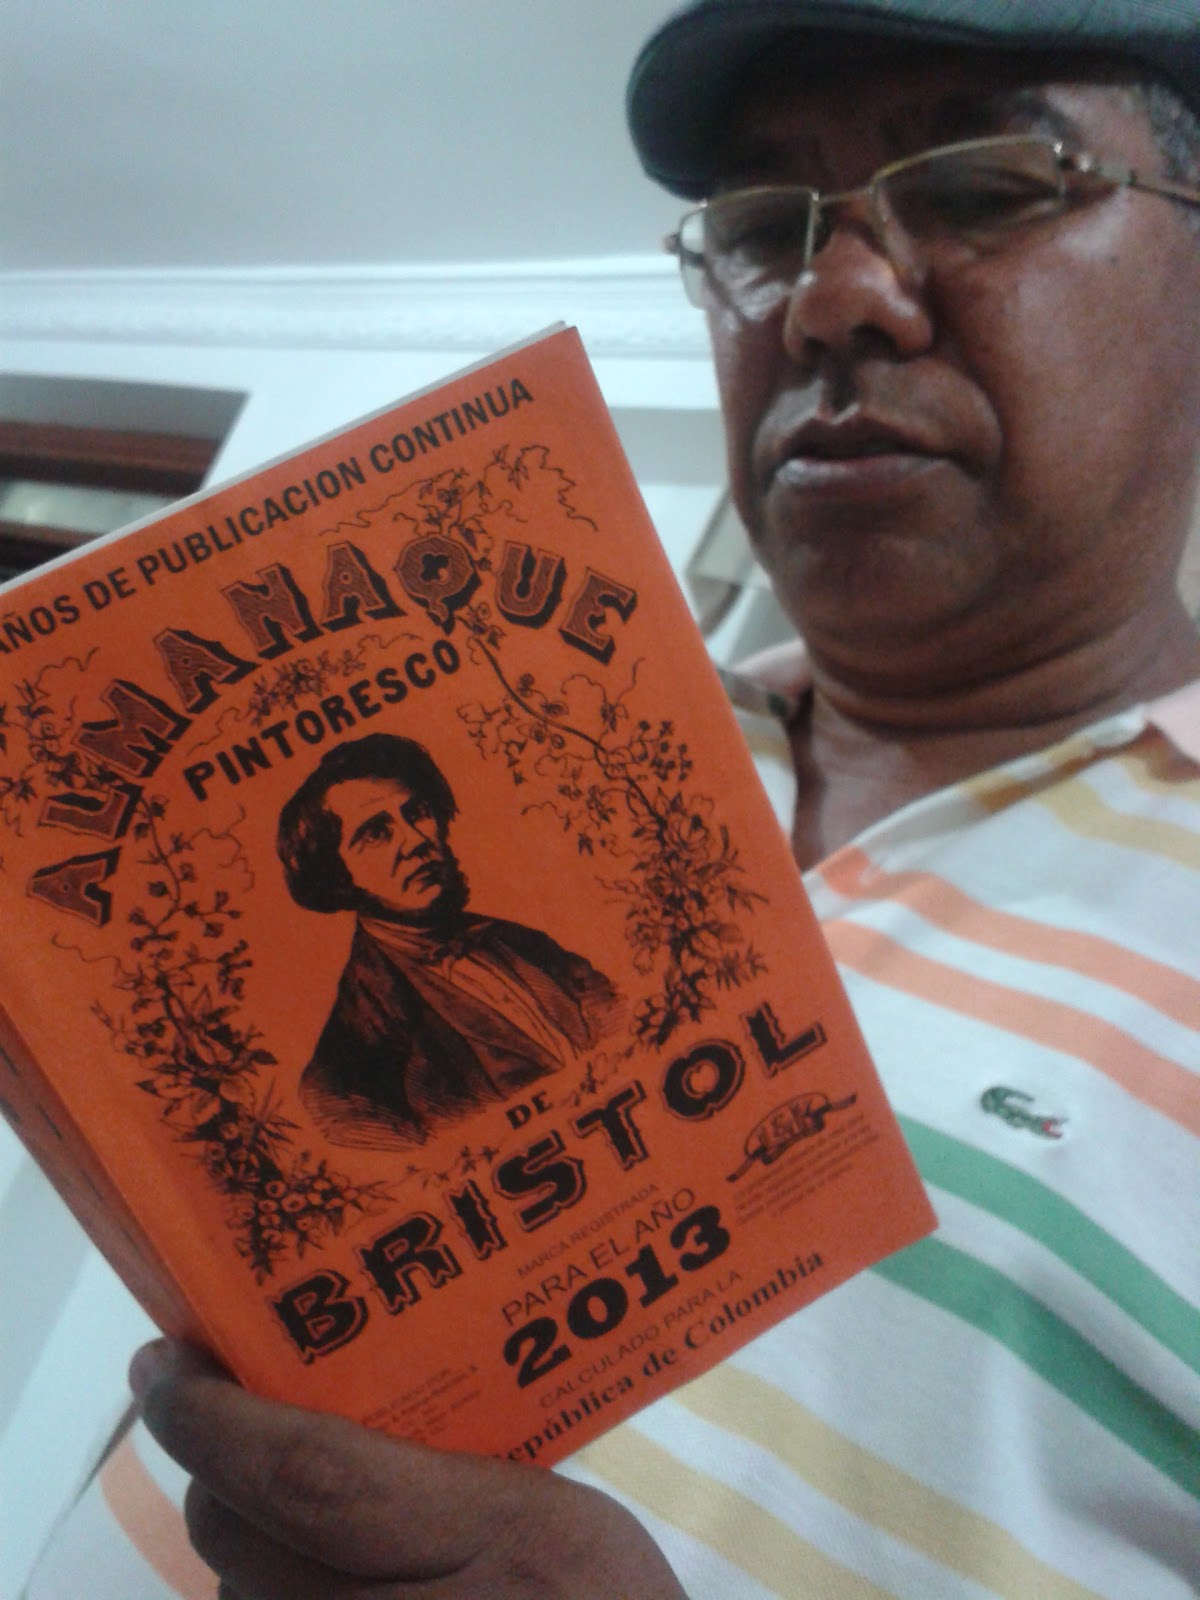 AÑOS DE PUBLICACION CONTINUA
ALMANAQUE
PINTORESCO
DE
BRISTOL
MARCA REGISTRADA
PARA EL AÑO
2013
CALCULADO PARA LA
República de Colombia